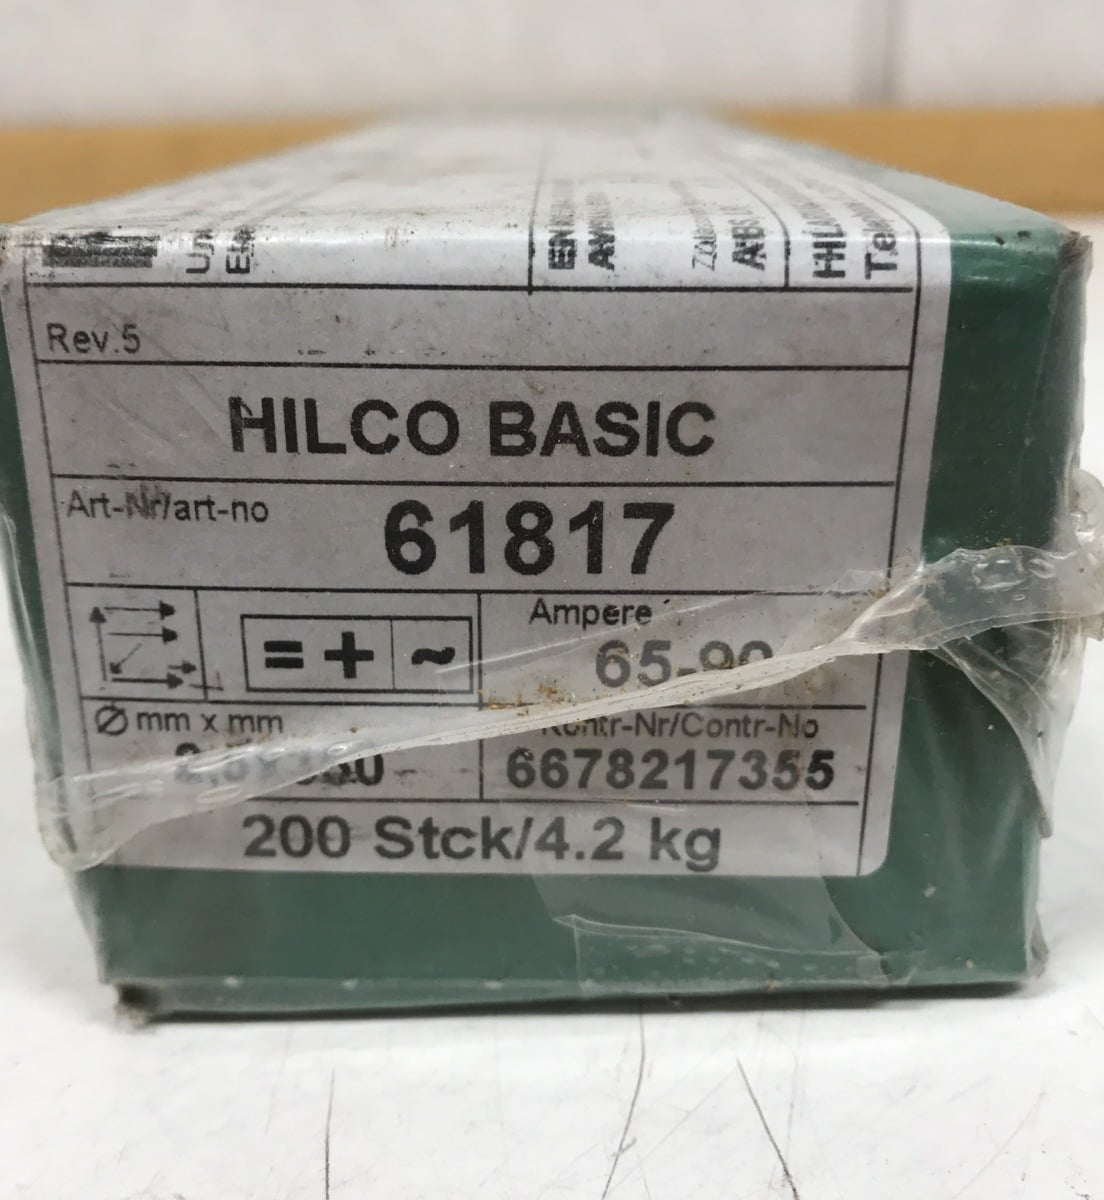 Rev.5
HILCO BASIC
Art-Nr/art-no
61817
= + ~
Ampere
65-90
Ø mm x mm
Kontr-Nr/Contr-No
6678217355
200 Stck/4.2 kg